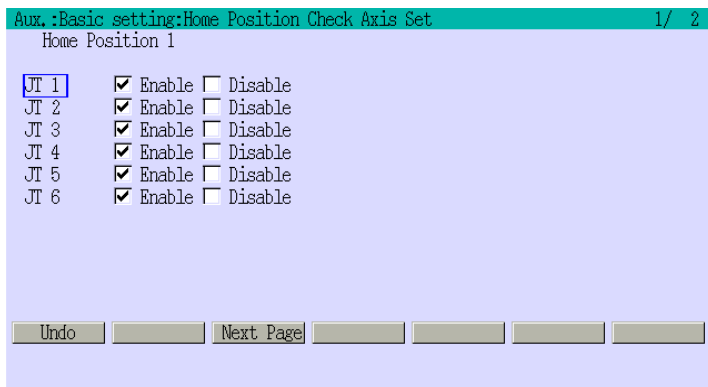 Aux.:Basic setting:Home Position Check Axis Set 1/ 2
Home Position 1
JT 1 Enable Disable
JT 2 Enable Disable
JT 3 Enable Disable
JT 4 Enable Disable
JT 5 Enable Disable
JT 6 Enable Disable
Undo Next Page